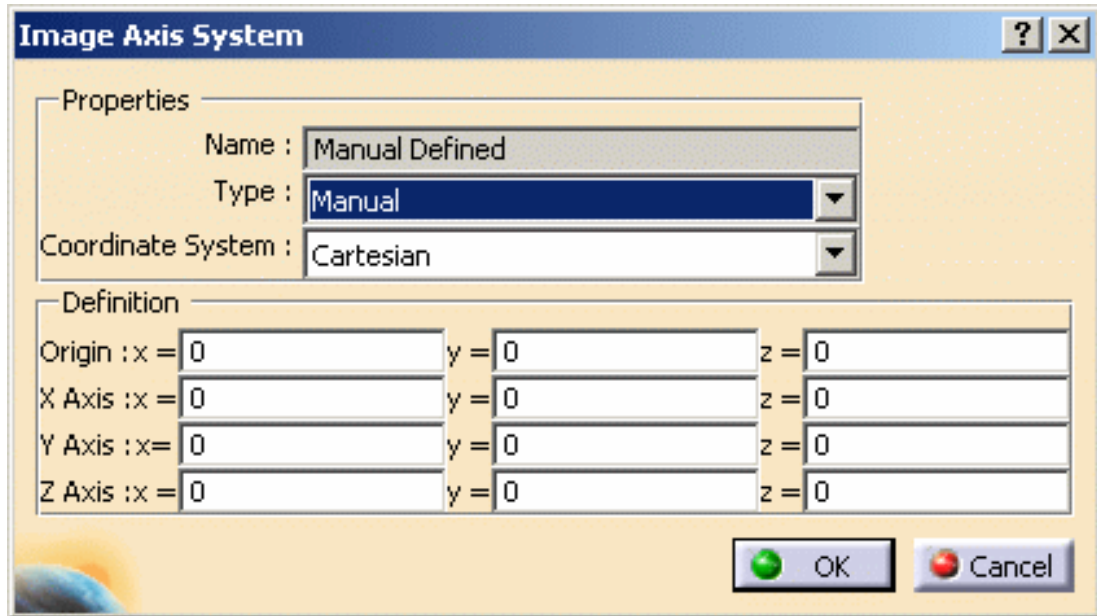 Image Axis System
Properties
Name : Manual Defined
Type : Manual
Coordinate System : Cartesian
Definition
Origin : x = 0 y = 0 z = 0
X Axis : x = 0 y = 0 z = 0
Y Axis : x= 0 y = 0 z = 0
Z Axis : x = 0 y = 0 z = 0
OK Cancel